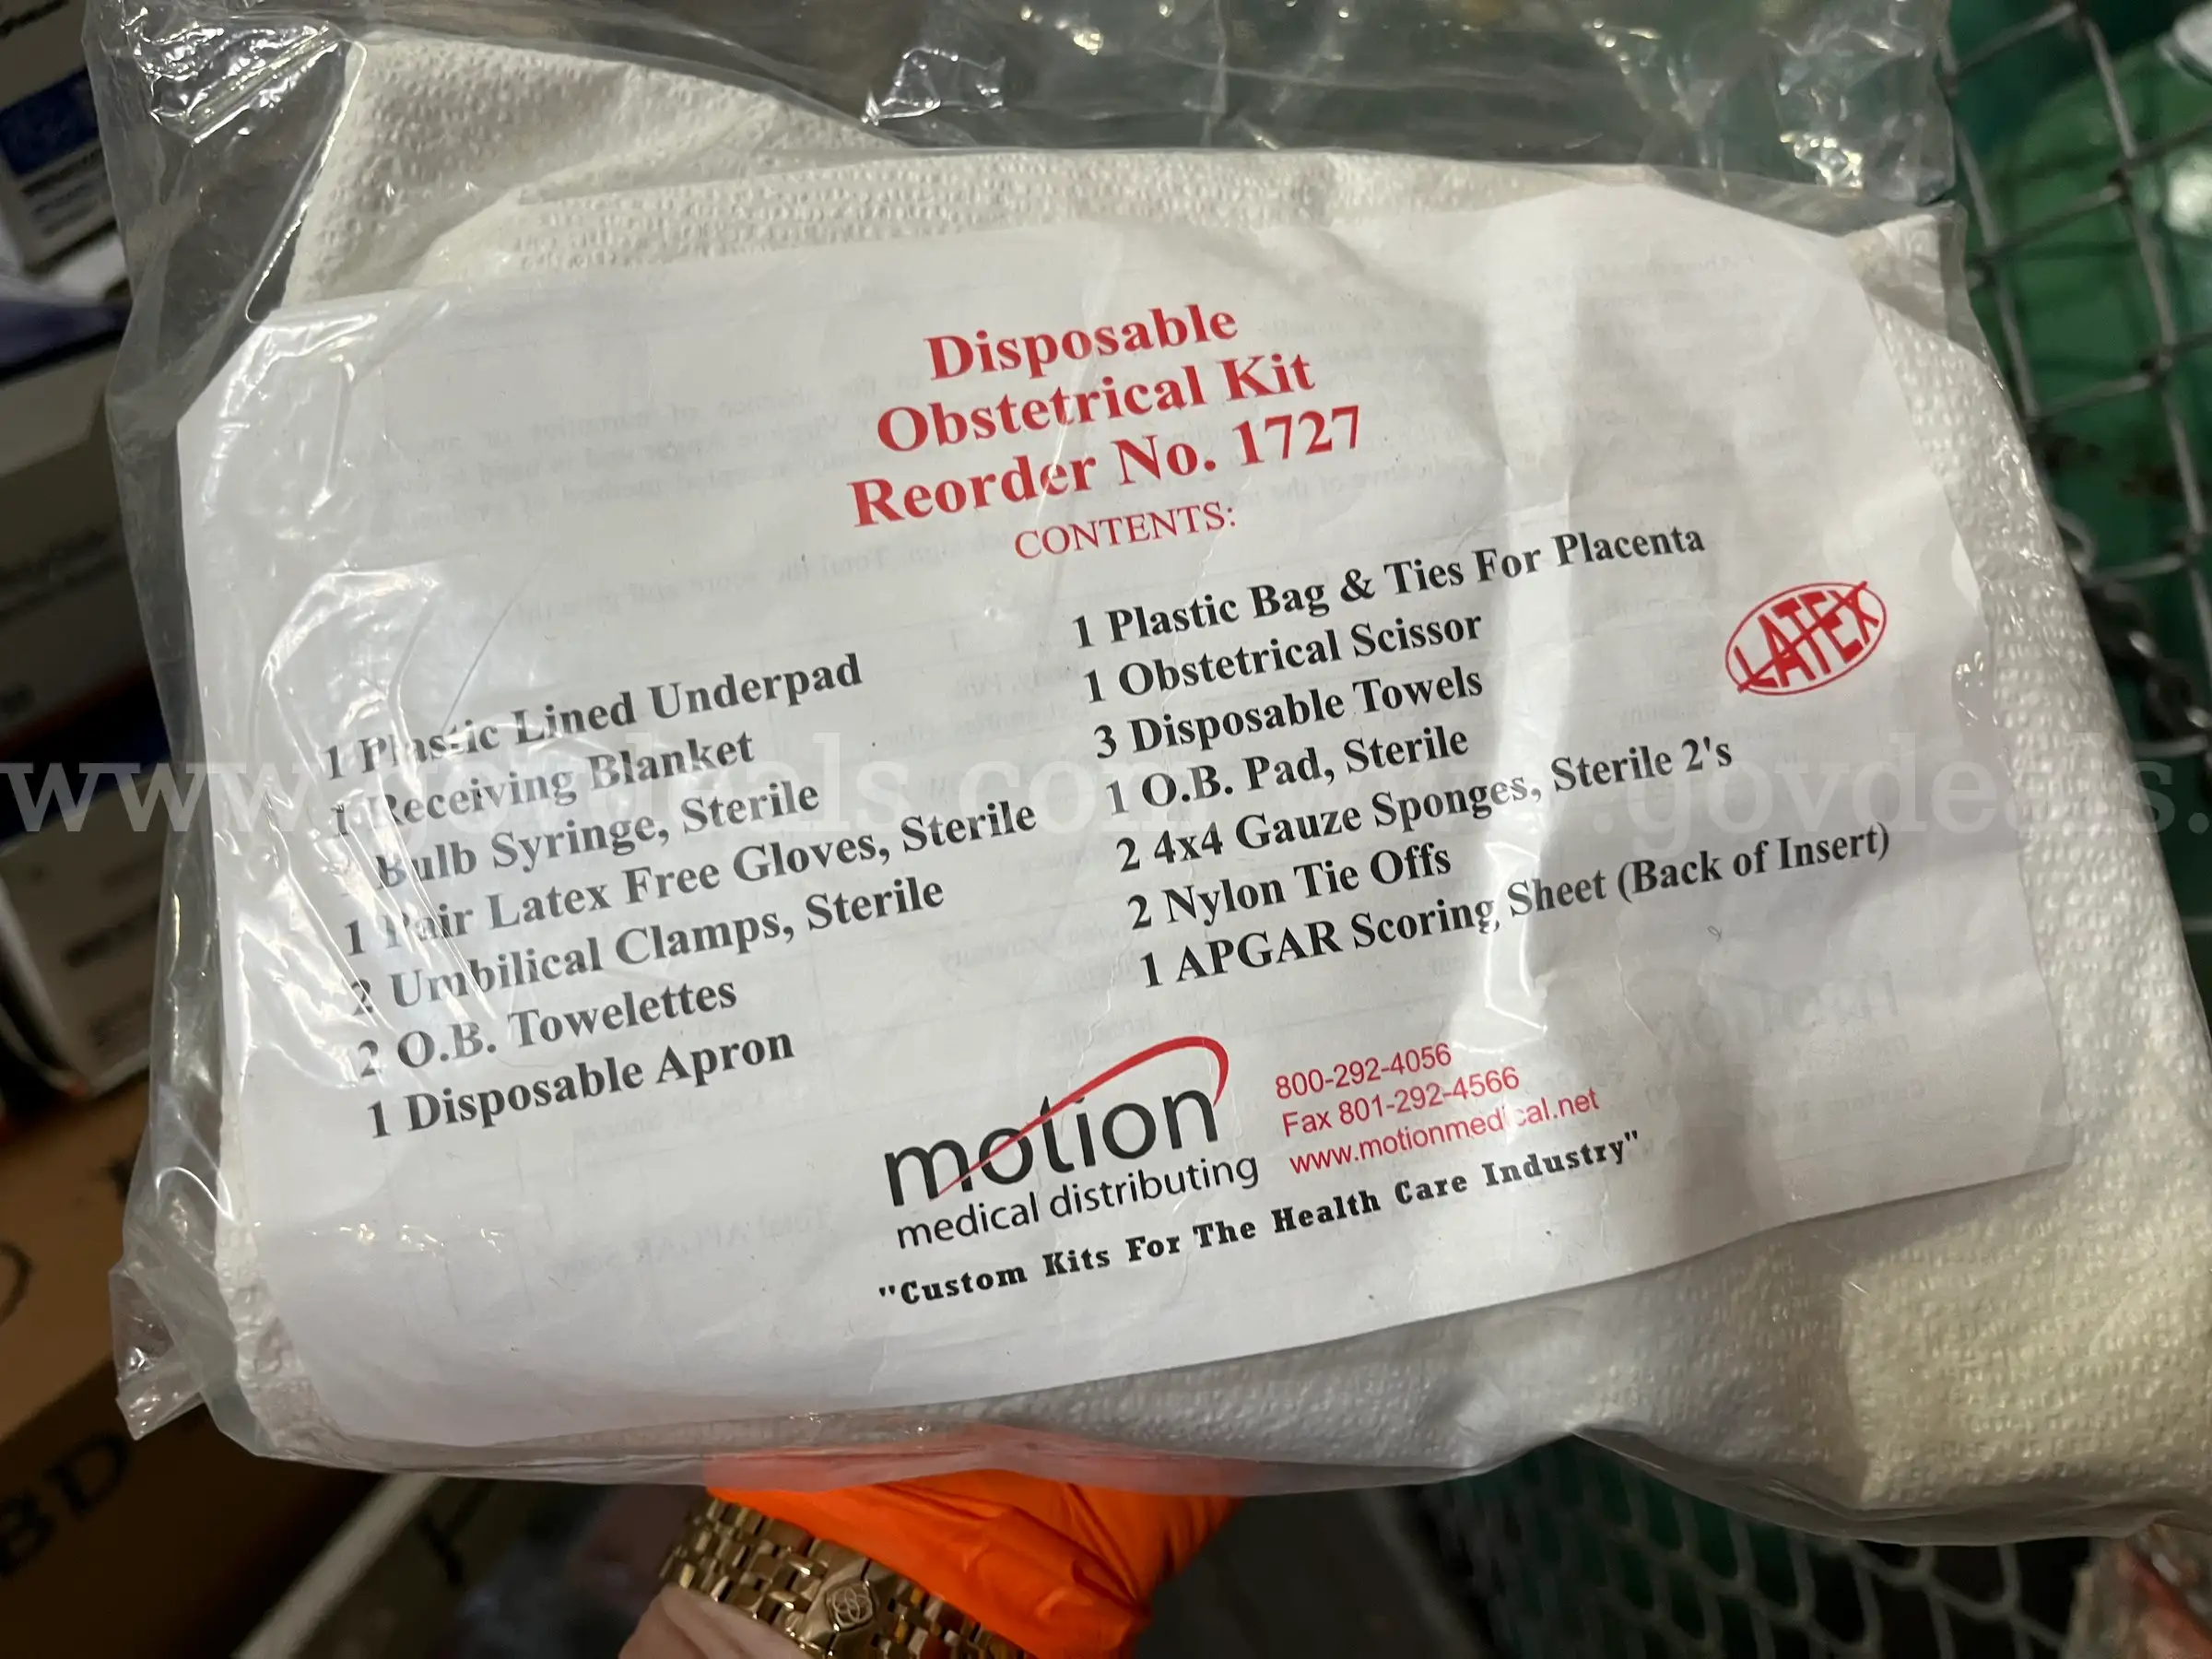 Disposable
Obstetrical Kit
Reorder No. 1727
CONTENTS:
1 Plastic Lined Underpad
1 Receiving Blanket
Bulb Syringe, Sterile
1 Pair Latex Free Gloves, Sterile
2 Umbilical Clamps, Sterile
2 O.B. Towelettes
1 Disposable Apron
1 Plastic Bag & Ties For Placenta
1 Obstetrical Scissor
3 Disposable Towels
1 O.B. Pad, Sterile
2 4x4 Gauze Sponges, Sterile 2's
2 Nylon Tie Offs
1 APGAR Scoring Sheet (Back of Insert)
LATEX
motion
medical distributing
800-292-4056
Fax 801-292-4566
www.motionmedical.net
"Custom Kits For The Health Care Industry"
www.govdeals.com www.govdeals.
BD